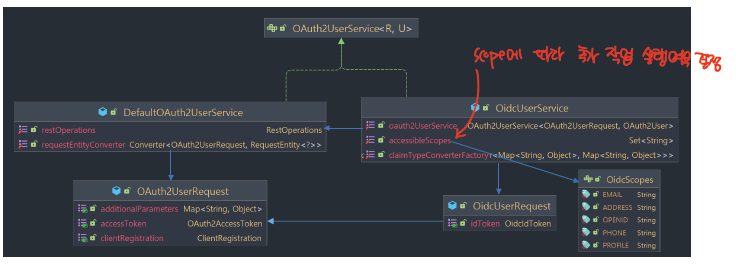 OAuth2UserService<R, U>
scope에 따라 추가 작업 실행여부 결정
DefaultOAuth2UserService
restOperations RestOperations
requestEntityConverter Converter<OAuth2UserRequest, RequestEntity<?>>
OidcUserService
oauth2UserService OAuth2UserService<OAuth2UserRequest, OAuth2User>
accessibleScopes Set<String>
claimTypeConverterFactory <Map<String, Object>, Map<String, Object>>>
OAuth2UserRequest
additionalParameters Map<String, Object>
accessToken OAuth2AccessToken
clientRegistration ClientRegistration
OidcUserRequest
idToken OidcIdToken
OidcScopes
EMAIL String
ADDRESS String
OPENID String
PHONE String
PROFILE String